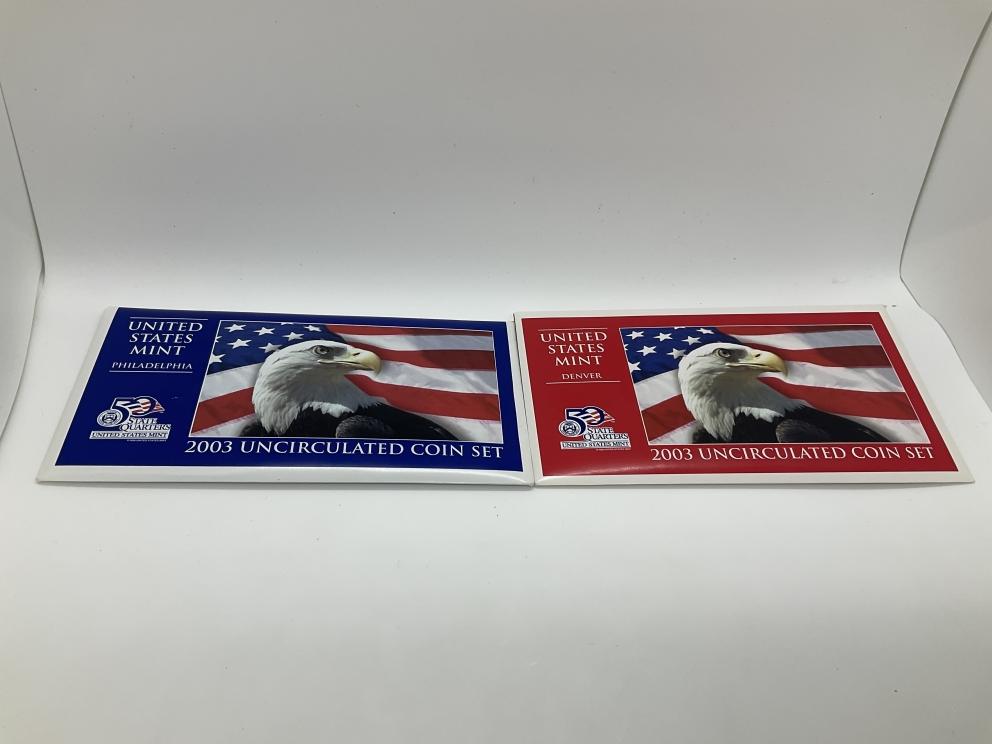 UNITED
STATES
MINT
PHILADELPHIA
50
STATE
QUARTERS
UNITED STATES MINT
2003 UNCIRCULATED COIN SET
UNITED
STATES
MINT
DENVER
50
STATE
QUARTERS
UNITED STATES MINT
2003 UNCIRCULATED COIN SET